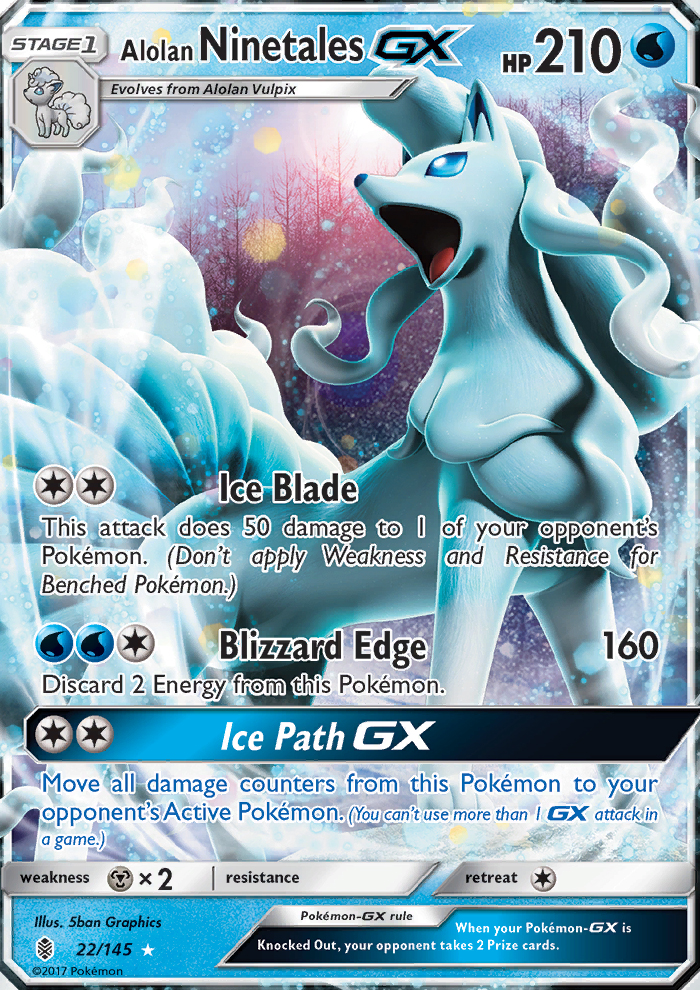 STAGE 1
Alolan Ninetales GX
HP 210
Evolves from Alolan Vulpix
Ice Blade
This attack does 50 damage to 1 of your opponent's
Pokémon. (Don't apply Weakness and Resistance for
Benched Pokémon.)
Blizzard Edge 160
Discard 2 Energy from this Pokémon.
Ice Path GX
Move all damage counters from this Pokémon to your
opponent's Active Pokémon. (You can't use more than 1 GX attack in
a game.)
weakness ×2 resistance retreat
Illus. 5ban Graphics
22/145
©2017 Pokémon
Pokémon-GX rule
When your Pokémon-GX is
Knocked Out, your opponent takes 2 Prize cards.